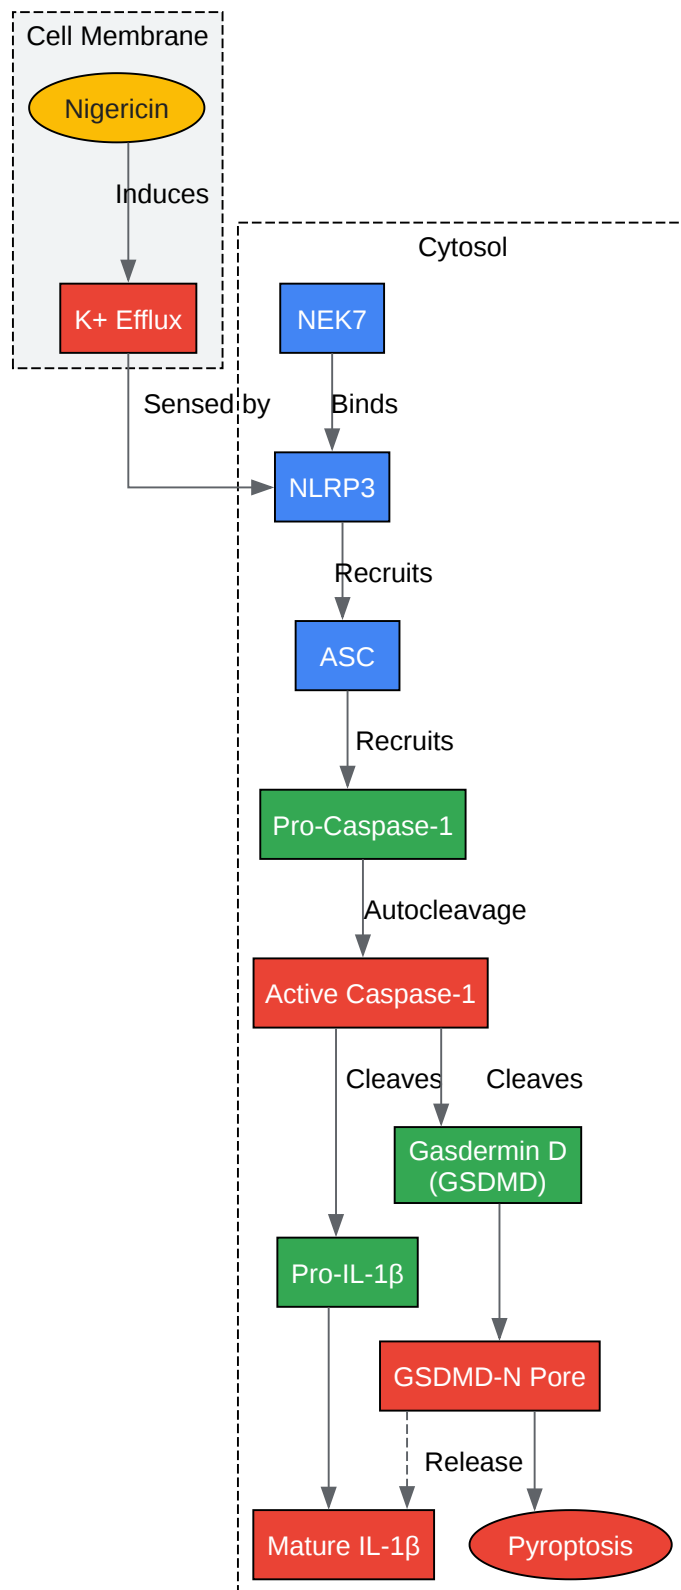 Cell Membrane
Nigericin
Induces
Cytosol
K+ Efflux
NEK7
Sensed by
Binds
NLRP3
Recruits
ASC
Recruits
Pro-Caspase-1
Autocleavage
Active Caspase-1
Cleaves
Cleaves
Gasdermin D
(GSDMD)
Pro-IL-1β
GSDMD-N Pore
Release
Mature IL-1β
Pyroptosis